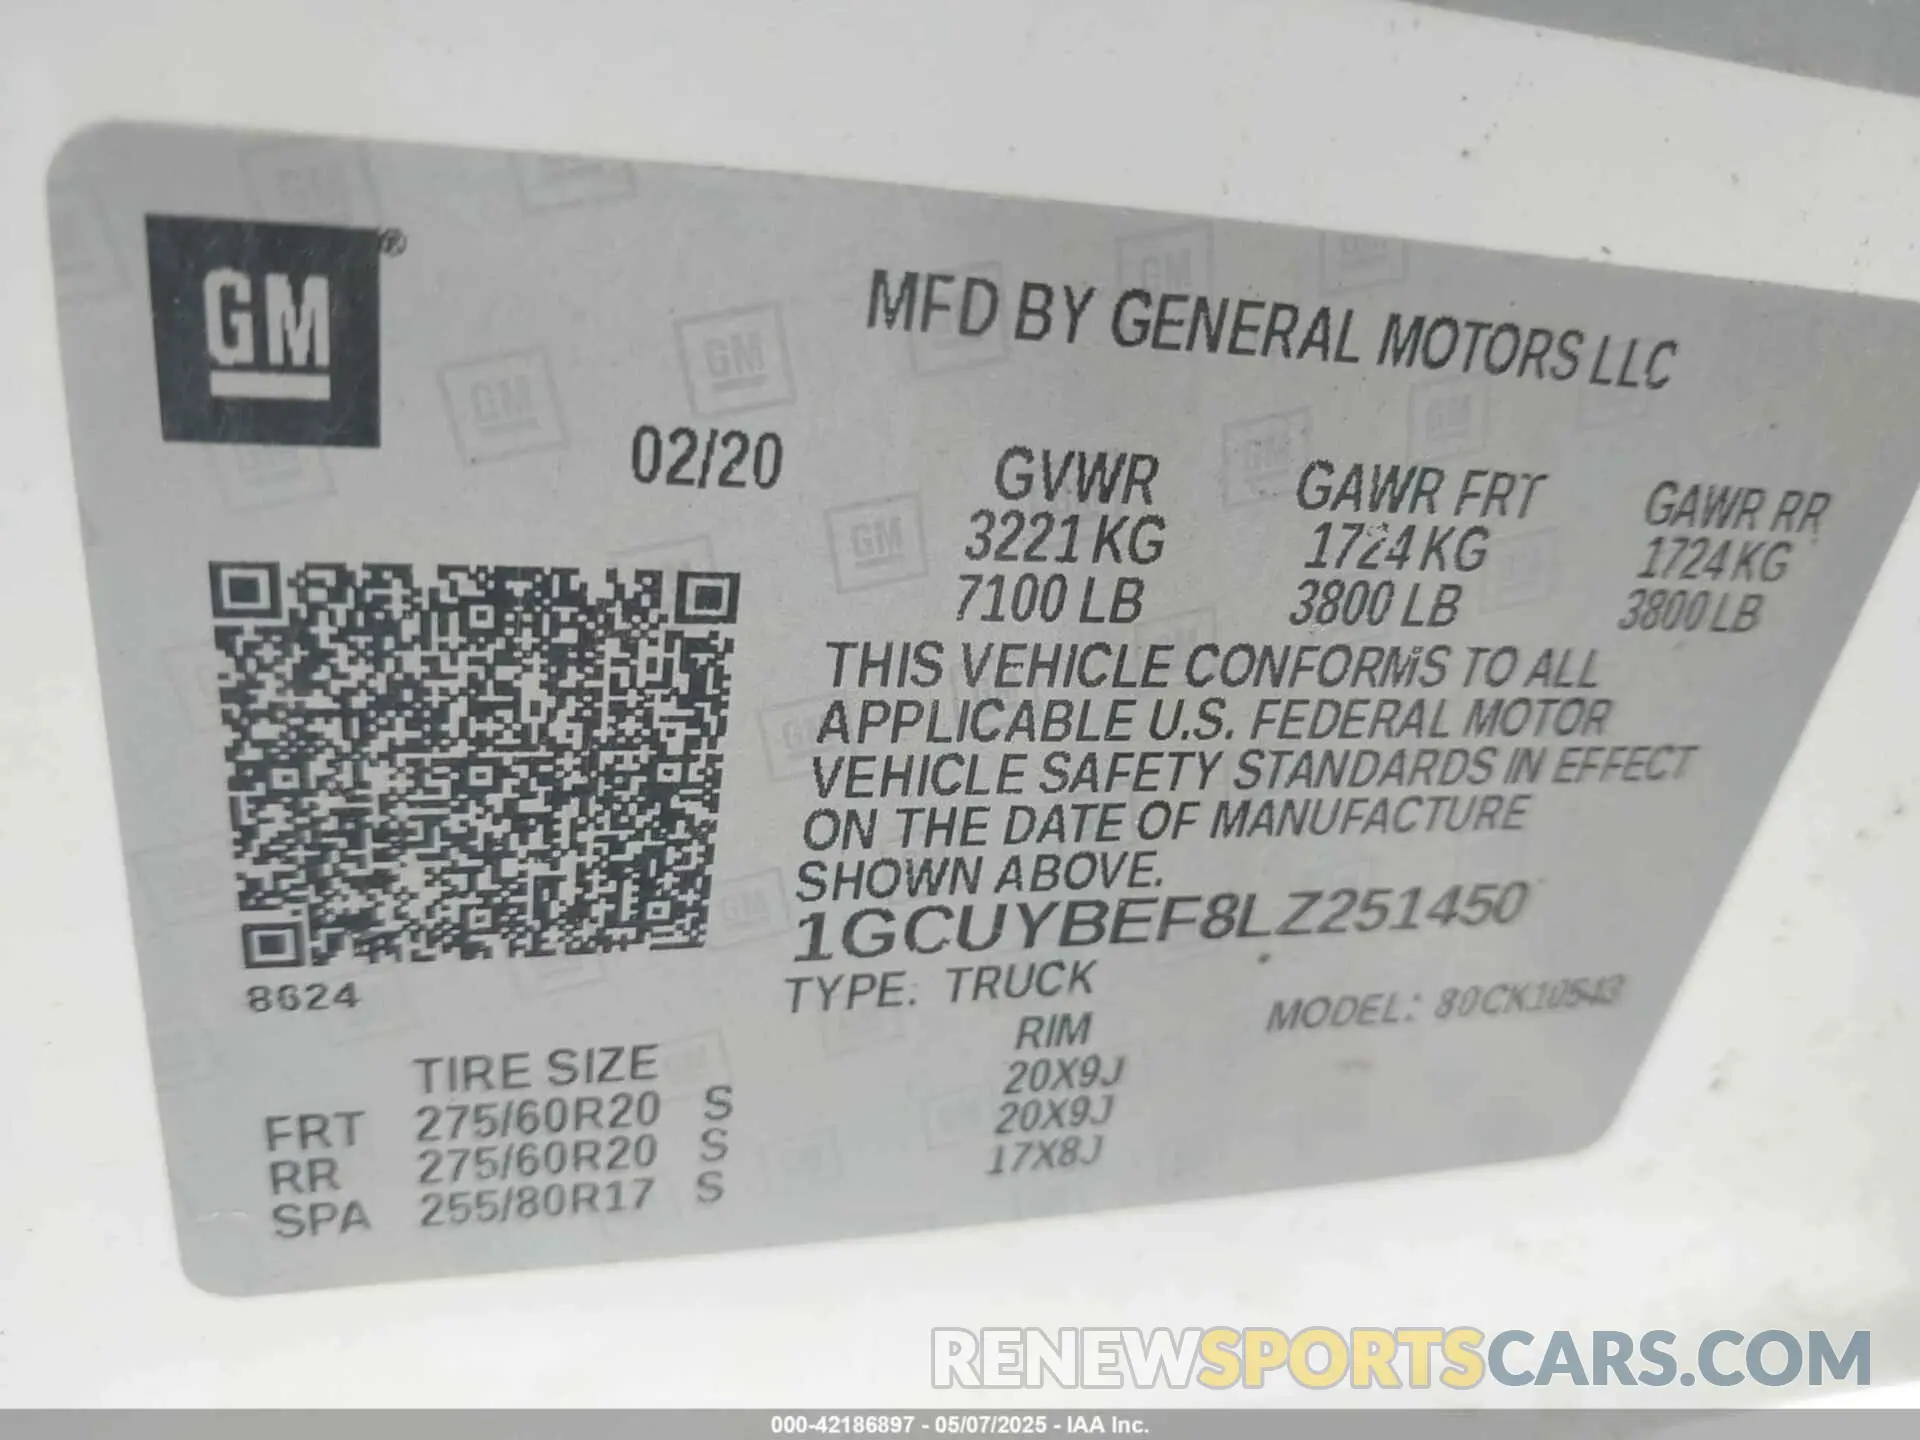 GM®
MFD BY GENERAL MOTORS LLC
02/20
GVWR GAWR FRT GAWR RR
3221 KG 1724 KG 1724 KG
7100 LB 3800 LB 3800 LB
THIS VEHICLE CONFORMS TO ALL
APPLICABLE U.S. FEDERAL MOTOR
VEHICLE SAFETY STANDARDS IN EFFECT
ON THE DATE OF MANUFACTURE
SHOWN ABOVE.
1GCUYBEF8LZ251450
8624
TYPE: TRUCK MODEL: 80CK10543
TIRE SIZE RIM
FRT 275/60R20 S 20X9J
RR 275/60R20 S 20X9J
SPA 255/80R17 S 17X8J
RENEWSPORTSCARS.COM
000-42186897 - 05/07/2025 - IAA Inc.